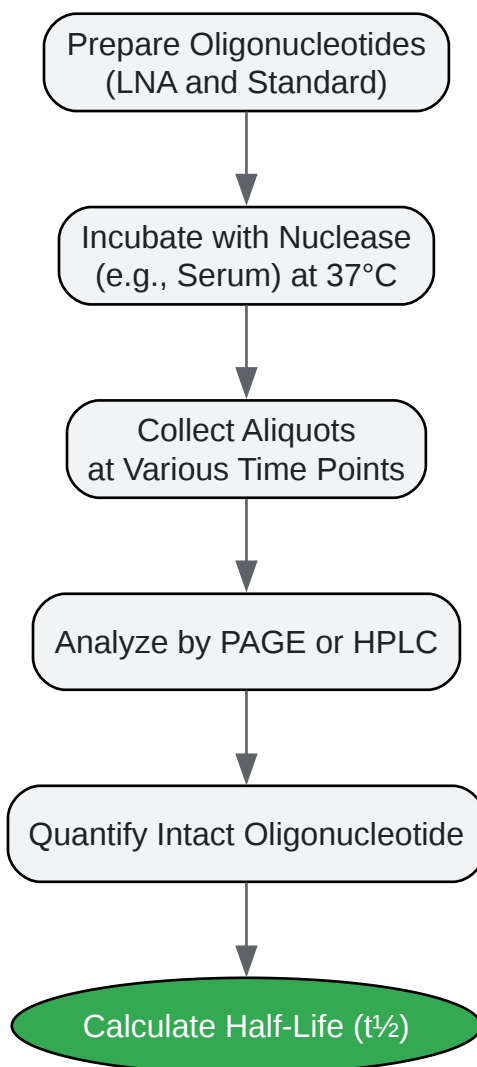 Prepare Oligonucleotides
(LNA and Standard)
Incubate with Nuclease
(e.g., Serum) at 37°C
Collect Aliquots
at Various Time Points
Analyze by PAGE or HPLC
Quantify Intact Oligonucleotide
Calculate Half-Life (t½)